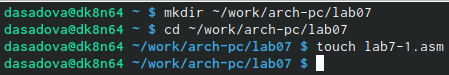 dasadova@dk8n64 ~ $ mkdir ~/work/arch-pc/lab07
dasadova@dk8n64 ~ $ cd ~/work/arch-pc/lab07
dasadova@dk8n64 ~/work/arch-pc/lab07 $ touch lab7-1.asm
dasadova@dk8n64 ~/work/arch-pc/lab07 $